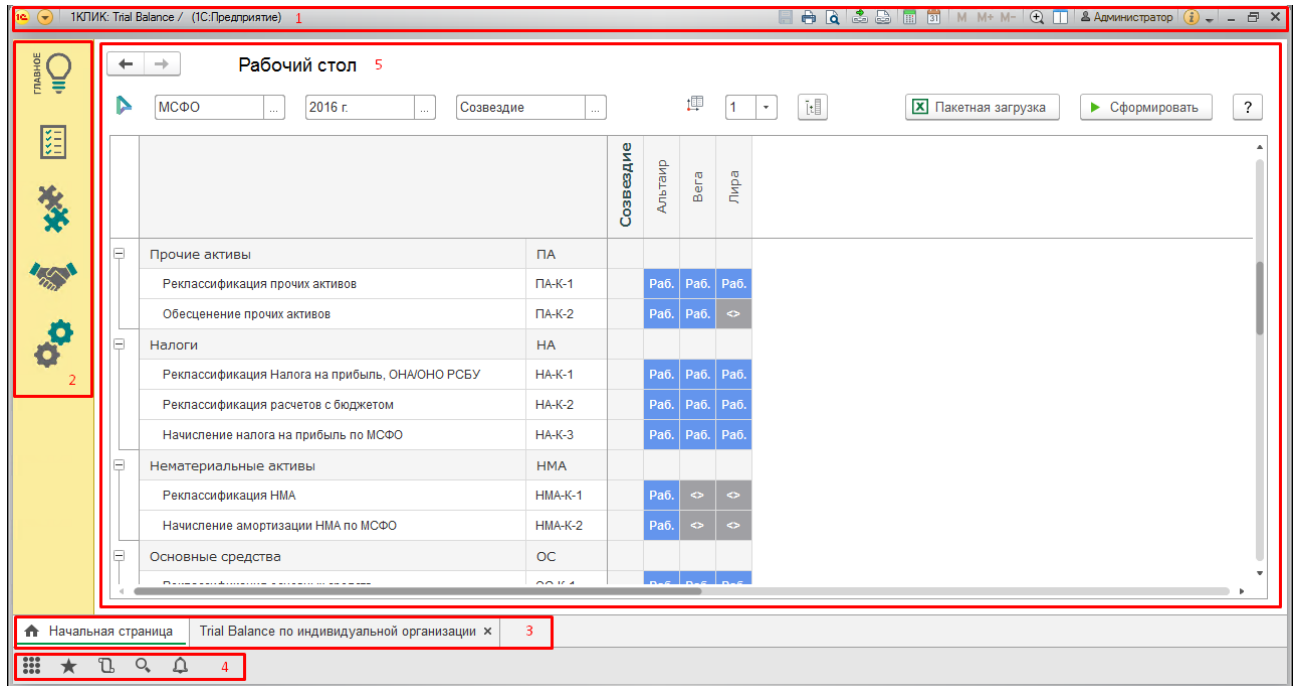 1КЛИК: Trial Balance / (1С:Предприятие) 1 31 M M+ M- Администратор
ГЛАВНОЕ
2
Рабочий стол 5
МСФО ... 2016 г. ... Созвездие ... 1 Пакетная загрузка Сформировать ?
Созвездие Альтаир Вега Лира
Прочие активы ПА
Реклассификация прочих активов ПА-К-1 Раб. Раб. Раб.
Обесценение прочих активов ПА-К-2 Раб. Раб. <>
Налоги НА
Реклассификация Налога на прибыль, ОНА/ОНО РСБУ НА-К-1 Раб. Раб. Раб.
Реклассификация расчетов с бюджетом НА-К-2 Раб. Раб. Раб.
Начисление налога на прибыль по МСФО НА-К-3 Раб. Раб. Раб.
Нематериальные активы НМА
Реклассификация НМА НМА-К-1 Раб. <> <>
Начисление амортизации НМА по МСФО НМА-К-2 Раб. <> <>
Основные средства ОС
Начальная страница Trial Balance по индивидуальной организации × 3
4